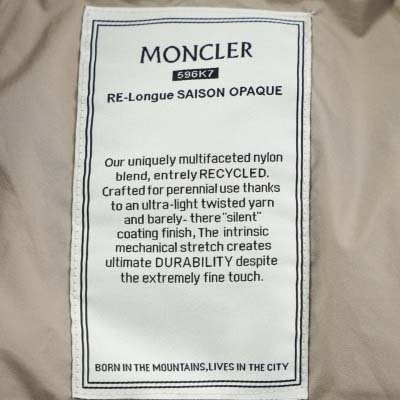 MONCLER
596K7
RE-Longue SAISON OPAQUE
Our uniquely multifaceted nylon
blend, entrely RECYCLED.
Crafted for perennial use thanks
to an ultra-light twisted yarn
and barely- there "silent"
coating finish, The intrinsic
mechanical stretch creates
ultimate DURABILITY despite
the extremely fine touch.
BORN IN THE MOUNTAINS,LIVES IN THE CITY